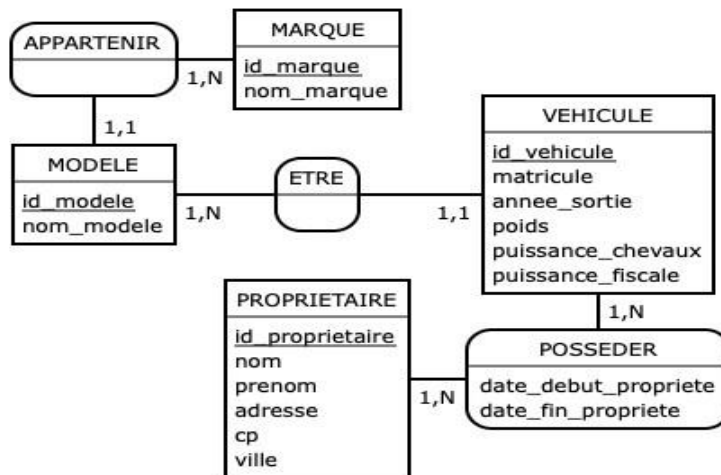 APPARTENIR
MARQUE
id_marque
nom_marque
1,N
1,1
MODELE
id_modele
nom_modele
1,N
ETRE
1,1
VEHICULE
id_vehicule
matricule
annee_sortie
poids
puissance_chevaux
puissance_fiscale
1,N
PROPRIETAIRE
id_proprietaire
nom
prenom
adresse
cp
ville
1,N
POSSEDER
date_debut_propriete
date_fin_propriete